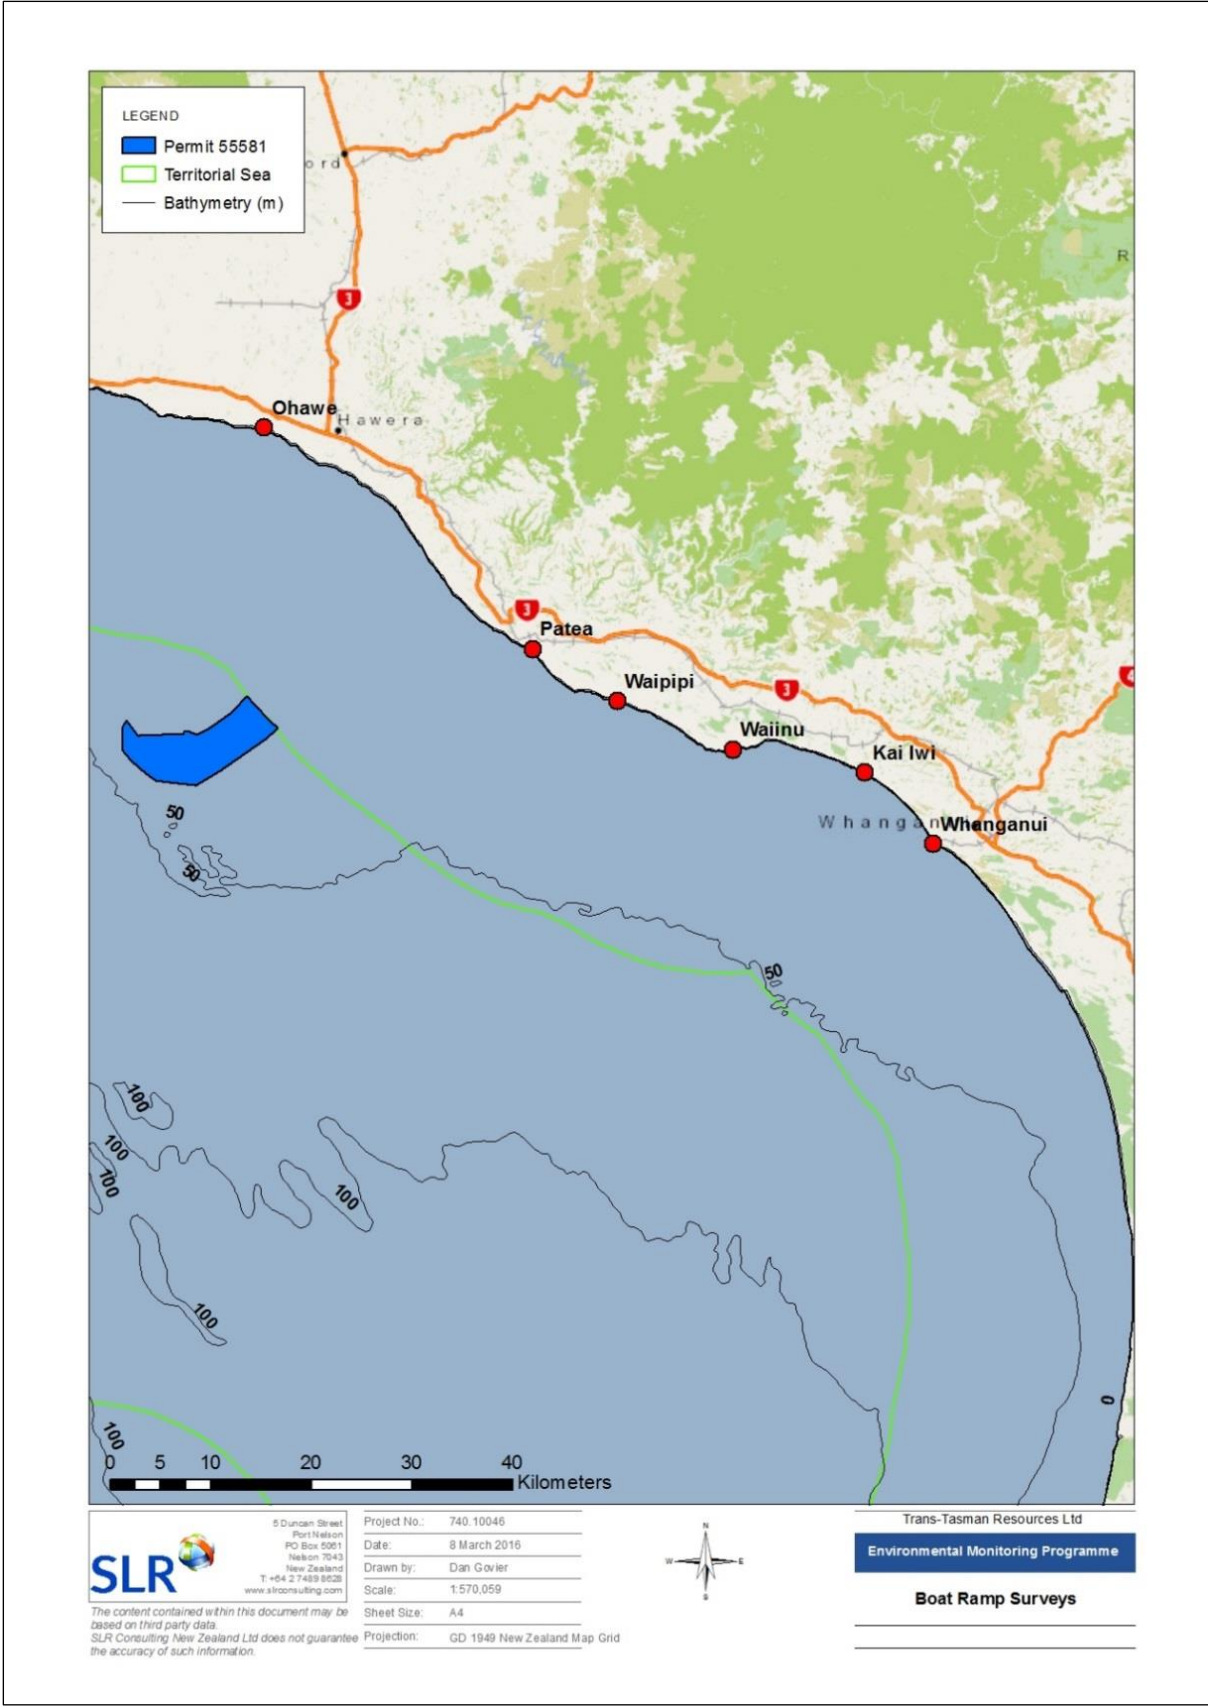 LEGEND
Permit 55581
Territorial Sea
Bathymetry (m)
ord
R
3
Ohawe
Hawera
3
Patea
Waipipi
3
4
Waiinu
Kai Iwi
Whanganui
50
50
50
100
100
100
100
100
0
100
0 5 10 20 30 40
Kilometers
SLR
5 Duncan Street
Port Nelson
PO Box 5061
Nelson 7043
New Zealand
T: +64 2 7489 8628
www.slrconsulting.com
The content contained within this document may be
based on third party data.
SLR Consulting New Zealand Ltd does not guarantee
the accuracy of such information.
Project No.: 740.10046
Date: 8 March 2016
Drawn by: Dan Govier
Scale: 1:570,059
Sheet Size: A4
Projection: GD 1949 New Zealand Map Grid
N
W E
S
Trans-Tasman Resources Ltd
Environmental Monitoring Programme
Boat Ramp Surveys